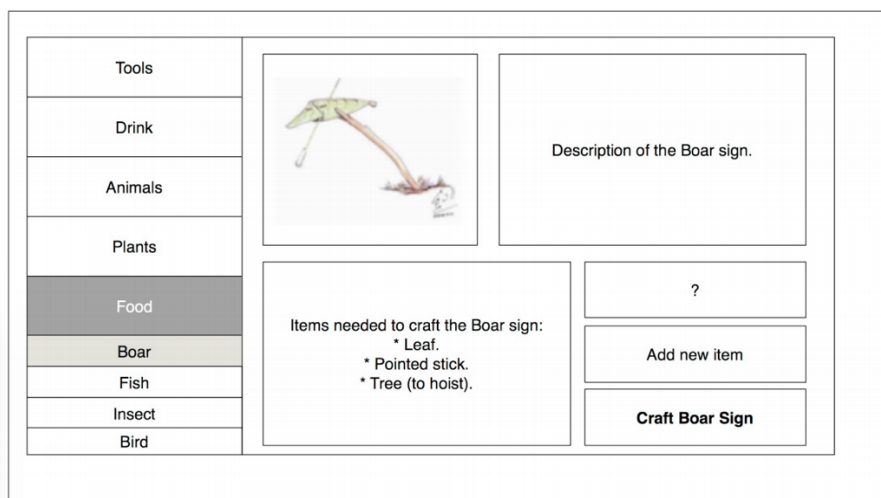 Tools
Drink
Animals
Plants
Food
Boar
Fish
Insect
Bird
Description of the Boar sign.
Items needed to craft the Boar sign:
* Leaf.
* Pointed stick.
* Tree (to hoist).
?
Add new item
Craft Boar Sign